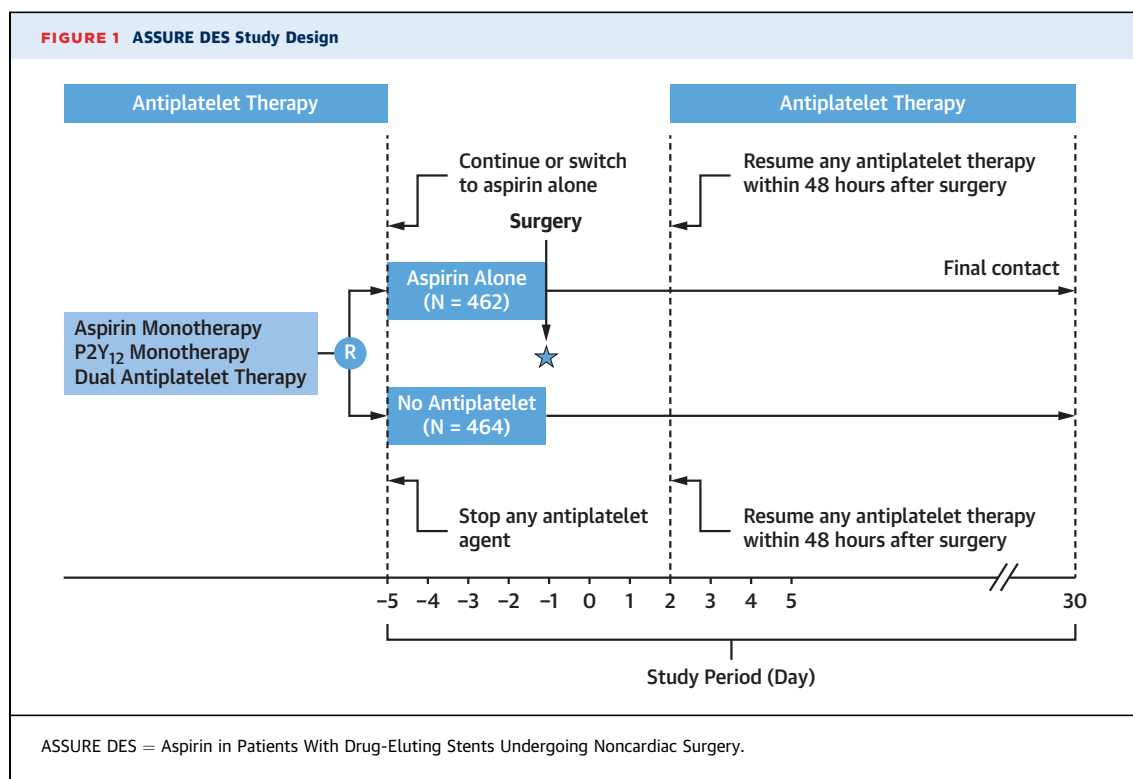 FIGURE 1 ASSURE DES Study Design
Antiplatelet Therapy
Antiplatelet Therapy
Continue or switch
to aspirin alone
Resume any antiplatelet therapy
within 48 hours after surgery
Surgery
Aspirin Alone
(N = 462)
Final contact
Aspirin Monotherapy
P2Y₁₂ Monotherapy
Dual Antiplatelet Therapy
R
No Antiplatelet
(N = 464)
Stop any antiplatelet
agent
Resume any antiplatelet therapy
within 48 hours after surgery
–5 –4 –3 –2 –1 0 1 2 3 4 5 30
Study Period (Day)
ASSURE DES = Aspirin in Patients With Drug-Eluting Stents Undergoing Noncardiac Surgery.